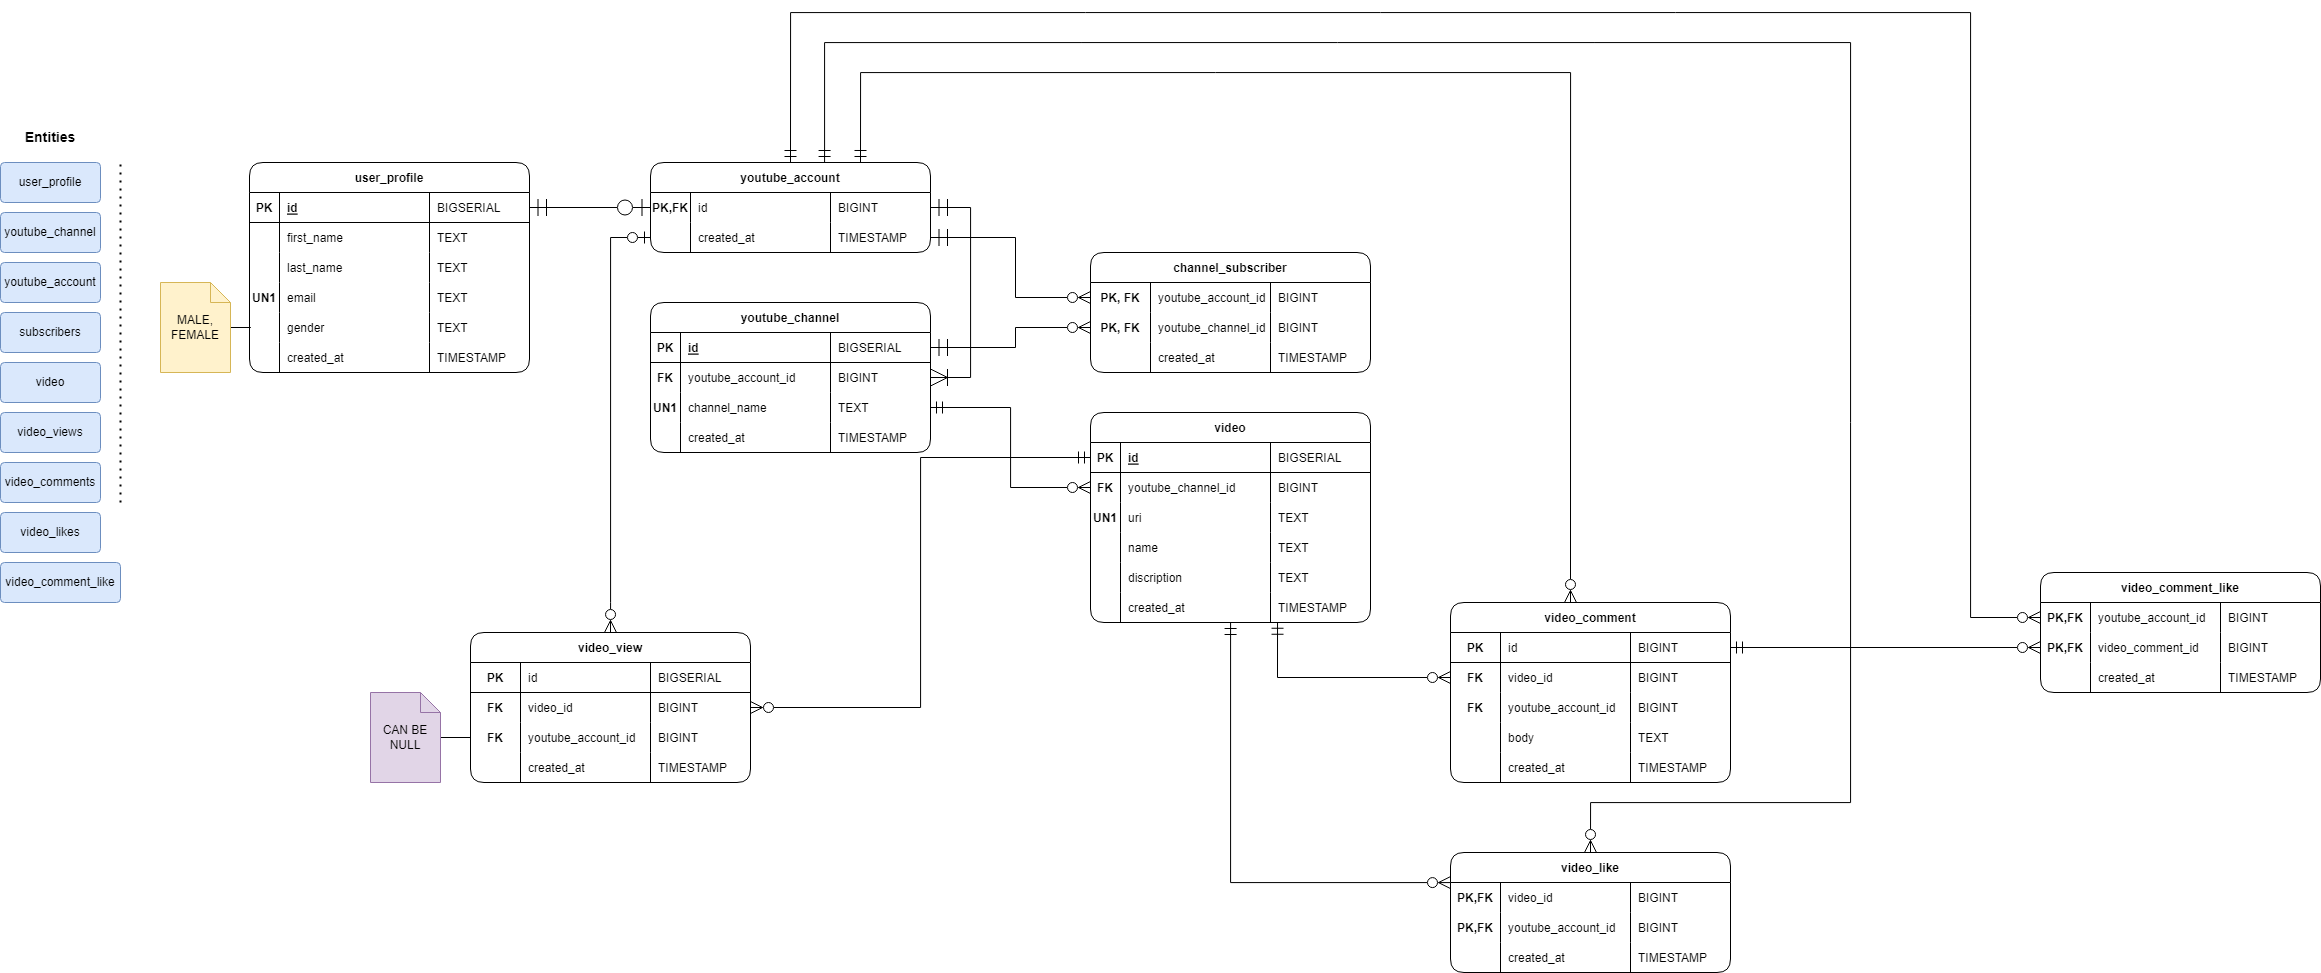 Entities
user_profile
youtube_channel
youtube_account
subscribers
video
video_views
video_comments
video_likes
video_comment_like
user_profile
PK id BIGSERIAL
first_name TEXT
last_name TEXT
UN1 email TEXT
gender TEXT
created_at TIMESTAMP
MALE,
FEMALE
youtube_account
PK,FK id BIGINT
created_at TIMESTAMP
youtube_channel
PK id BIGSERIAL
FK youtube_account_id BIGINT
UN1 channel_name TEXT
created_at TIMESTAMP
channel_subscriber
PK, FK youtube_account_id BIGINT
PK, FK youtube_channel_id BIGINT
created_at TIMESTAMP
video
PK id BIGSERIAL
FK youtube_channel_id BIGINT
UN1 uri TEXT
name TEXT
discription TEXT
created_at TIMESTAMP
video_view
PK id BIGSERIAL
FK video_id BIGINT
FK youtube_account_id BIGINT
created_at TIMESTAMP
CAN BE
NULL
video_comment
PK id BIGINT
FK video_id BIGINT
FK youtube_account_id BIGINT
body TEXT
created_at TIMESTAMP
video_comment_like
PK,FK youtube_account_id BIGINT
PK,FK video_comment_id BIGINT
created_at TIMESTAMP
video_like
PK,FK video_id BIGINT
PK,FK youtube_account_id BIGINT
created_at TIMESTAMP